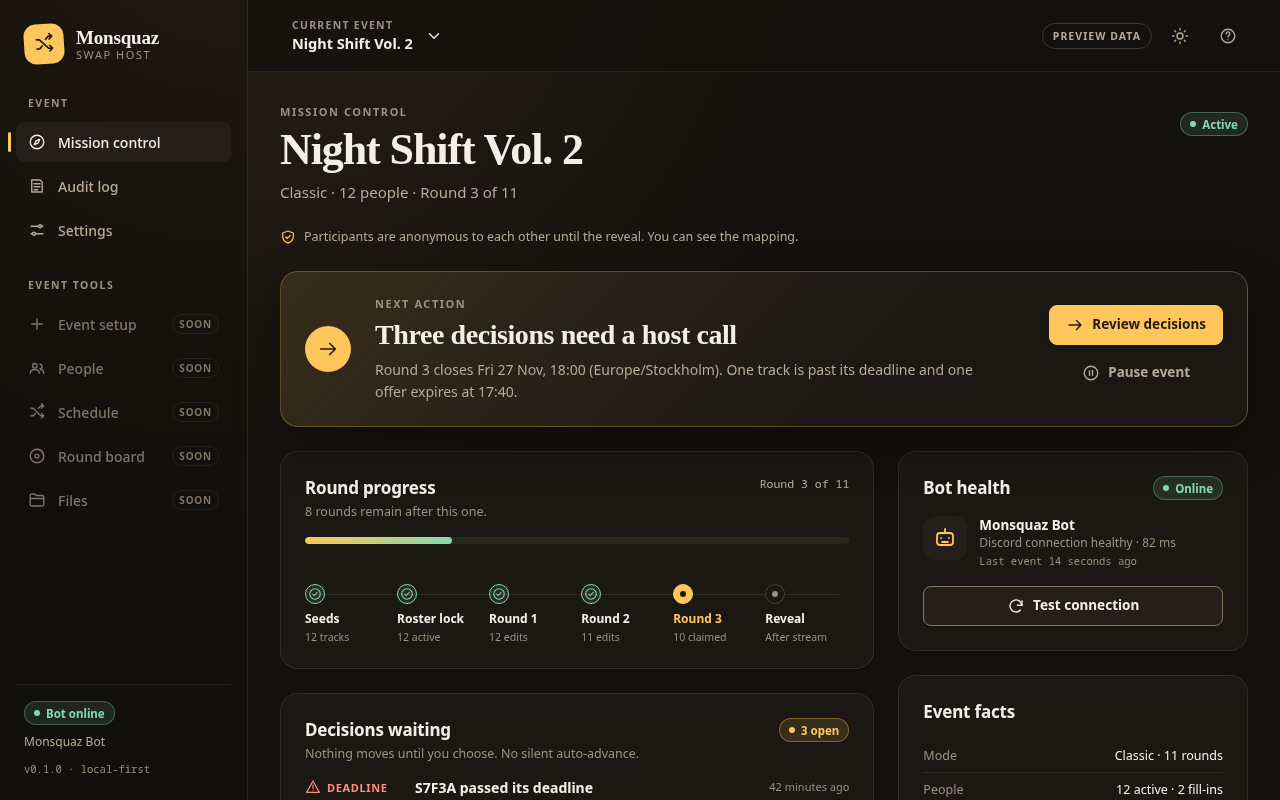 Monsquaz
SWAP HOST
EVENT
Mission control
Audit log
Settings
EVENT TOOLS
Event setup SOON
People SOON
Schedule SOON
Round board SOON
Files SOON
Bot online
Monsquaz Bot
v0.1.0 · local-first
CURRENT EVENT
Night Shift Vol. 2
PREVIEW DATA
MISSION CONTROL
Night Shift Vol. 2
Active
Classic · 12 people · Round 3 of 11
Participants are anonymous to each other until the reveal. You can see the mapping.
NEXT ACTION
Three decisions need a host call
Round 3 closes Fri 27 Nov, 18:00 (Europe/Stockholm). One track is past its deadline and one
offer expires at 17:40.
Review decisions
Pause event
Round progress
Round 3 of 11
8 rounds remain after this one.
Seeds Roster lock Round 1 Round 2 Round 3 Reveal
12 tracks 12 active 12 edits 11 edits 10 claimed After stream
Bot health
Online
Monsquaz Bot
Discord connection healthy · 82 ms
Last event 14 seconds ago
Test connection
Decisions waiting
3 open
Nothing moves until you choose. No silent auto-advance.
DEADLINE S7F3A passed its deadline 42 minutes ago
Event facts
Mode Classic · 11 rounds
People 12 active · 2 fill-ins